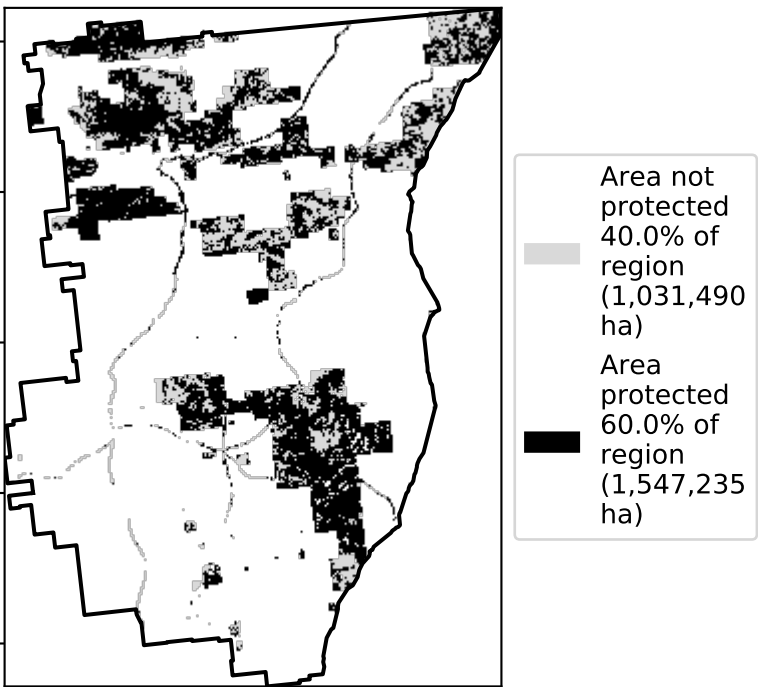 Area not
protected
40.0% of
region
(1,031,490
ha)
Area
protected
60.0% of
region
(1,547,235
ha)